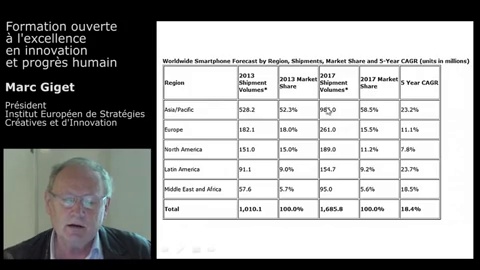 Formation ouverte
à l'excellence
en innovation
et progrès humain
Marc Giget
Président
Institut Européen de Stratégies
Créatives et d'Innovation
Worldwide Smartphone Forecast by Region, Shipments, Market Share and 5-Year CAGR (units in millions)
Region 2013 Shipment Volumes* 2013 Market Share 2017 Shipment Volumes* 2017 Market Share 5 Year CAGR
Asia/Pacific 528.2 52.3% 58.5% 23.2%
Europe 182.1 18.0% 261.0 15.5% 11.1%
North America 151.0 15.0% 189.0 11.2% 7.8%
Latin America 91.1 9.0% 154.7 9.2% 23.7%
Middle East and Africa 57.6 5.7% 95.0 5.6% 18.5%
Total 1,010.1 100.0% 1,685.8 100.0% 18.4%